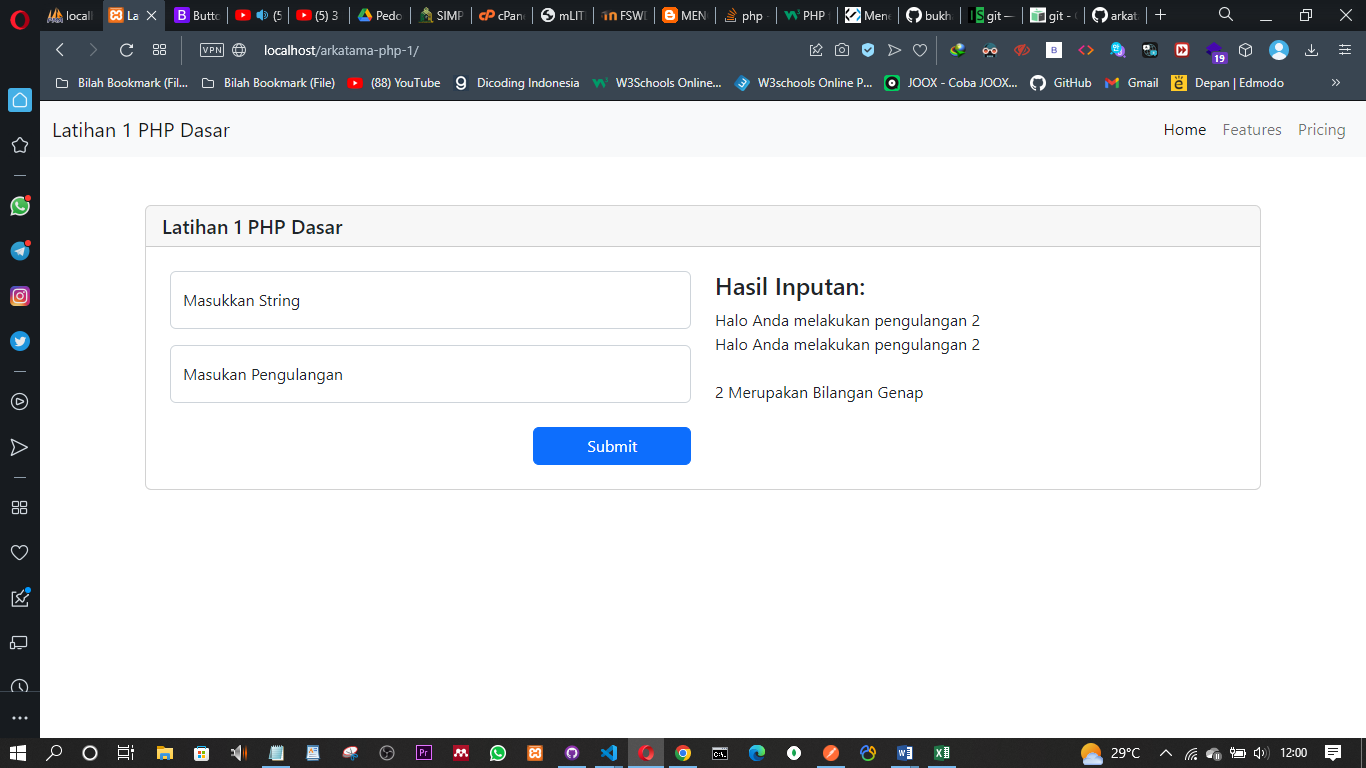 locall
La
Butto
(5
(5) 3
Pedo
SIMP
cPan
mLIT
FSWD
MEN
php
PHP
Mene
bukh
git —
git - 
arkat
VPN
localhost/arkatama-php-1/
19
Bilah Bookmark (Fil...
Bilah Bookmark (File)
(88) YouTube
Dicoding Indonesia
W3Schools Online...
W3schools Online P...
JOOX - Coba JOOX...
GitHub
Gmail
Depan | Edmodo
Latihan 1 PHP Dasar
Home
Features
Pricing
Latihan 1 PHP Dasar
Masukkan String
Masukan Pengulangan
Submit
Hasil Inputan:
Halo Anda melakukan pengulangan 2
Halo Anda melakukan pengulangan 2
2 Merupakan Bilangan Genap
29°C
12:00